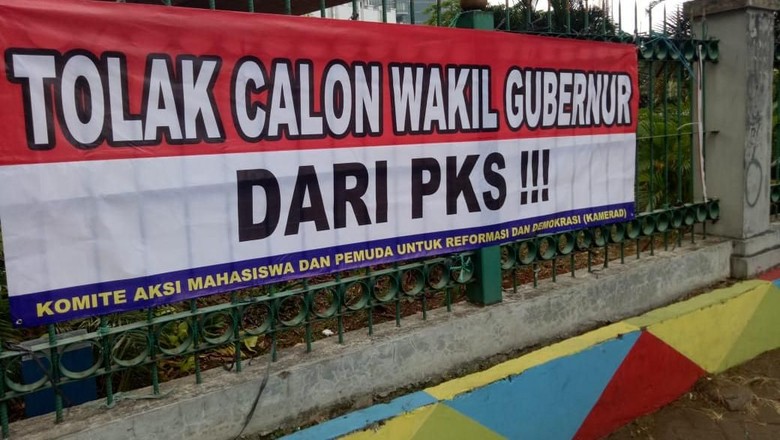 TOLAK CALON WAKIL GUBERNUR
DARI PKS !!!
KOMITE AKSI MAHASISWA DAN PEMUDA UNTUK REFORMASI DAN DEMOKRASI (KAMERAD)